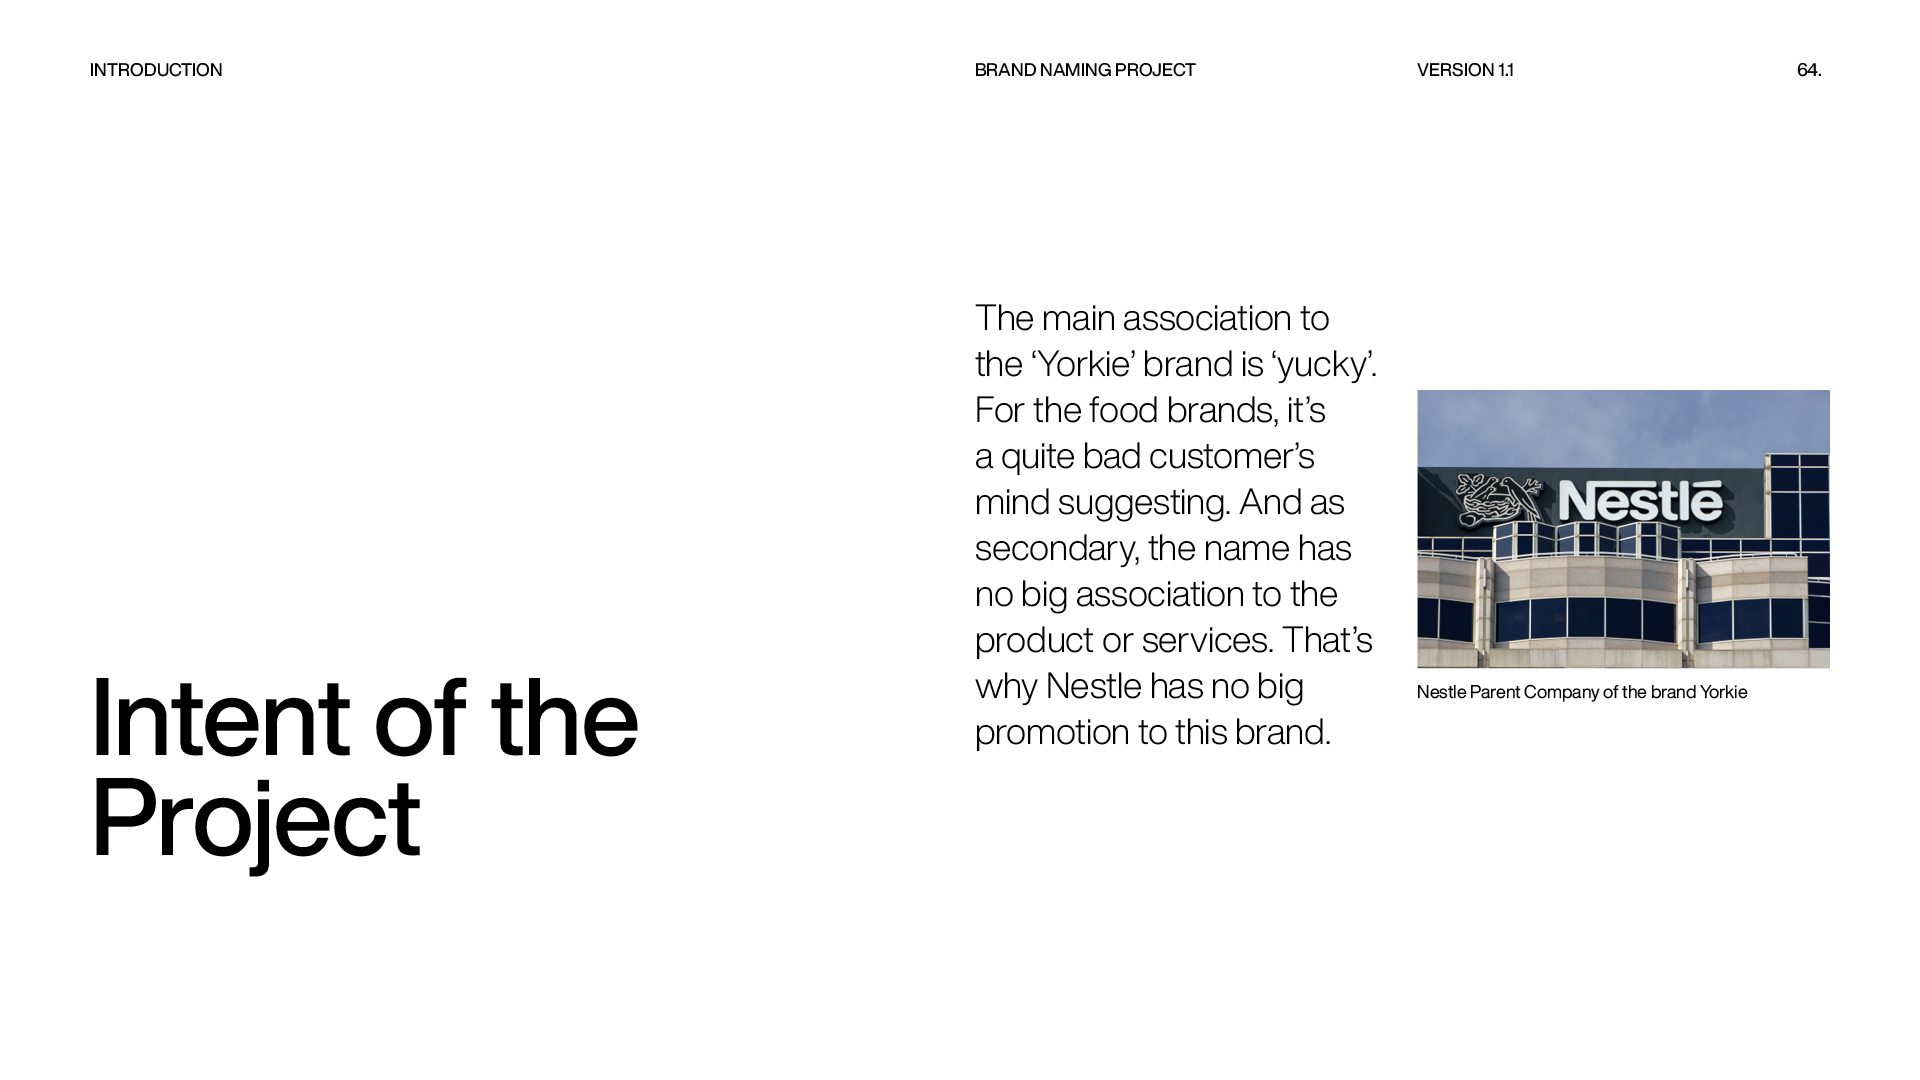 INTRODUCTION
BRAND NAMING PROJECT
VERSION 1.1
64.
Intent of the
Project
The main association to
the ‘Yorkie’ brand is ‘yucky’.
For the food brands, it’s
a quite bad customer’s
mind suggesting. And as
secondary, the name has
no big association to the
product or services. That’s
why Nestle has no big
promotion to this brand.
Nestlé
Nestle Parent Company of the brand Yorkie